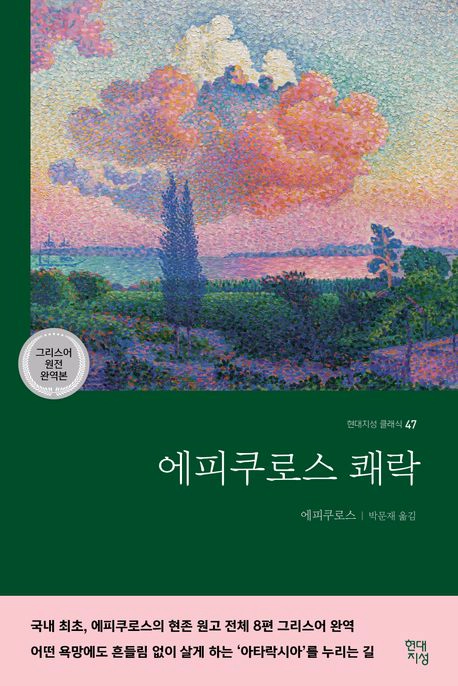 그리스어
원전
완역본
현대지성 클래식 47
에피쿠로스 쾌락
에피쿠로스 | 박문재 옮김
국내 최초, 에피쿠로스의 현존 원고 전체 8편 그리스어 완역
어떤 욕망에도 흔들림 없이 살게 하는 ‘아타락시아’를 누리는 길
현대
지성